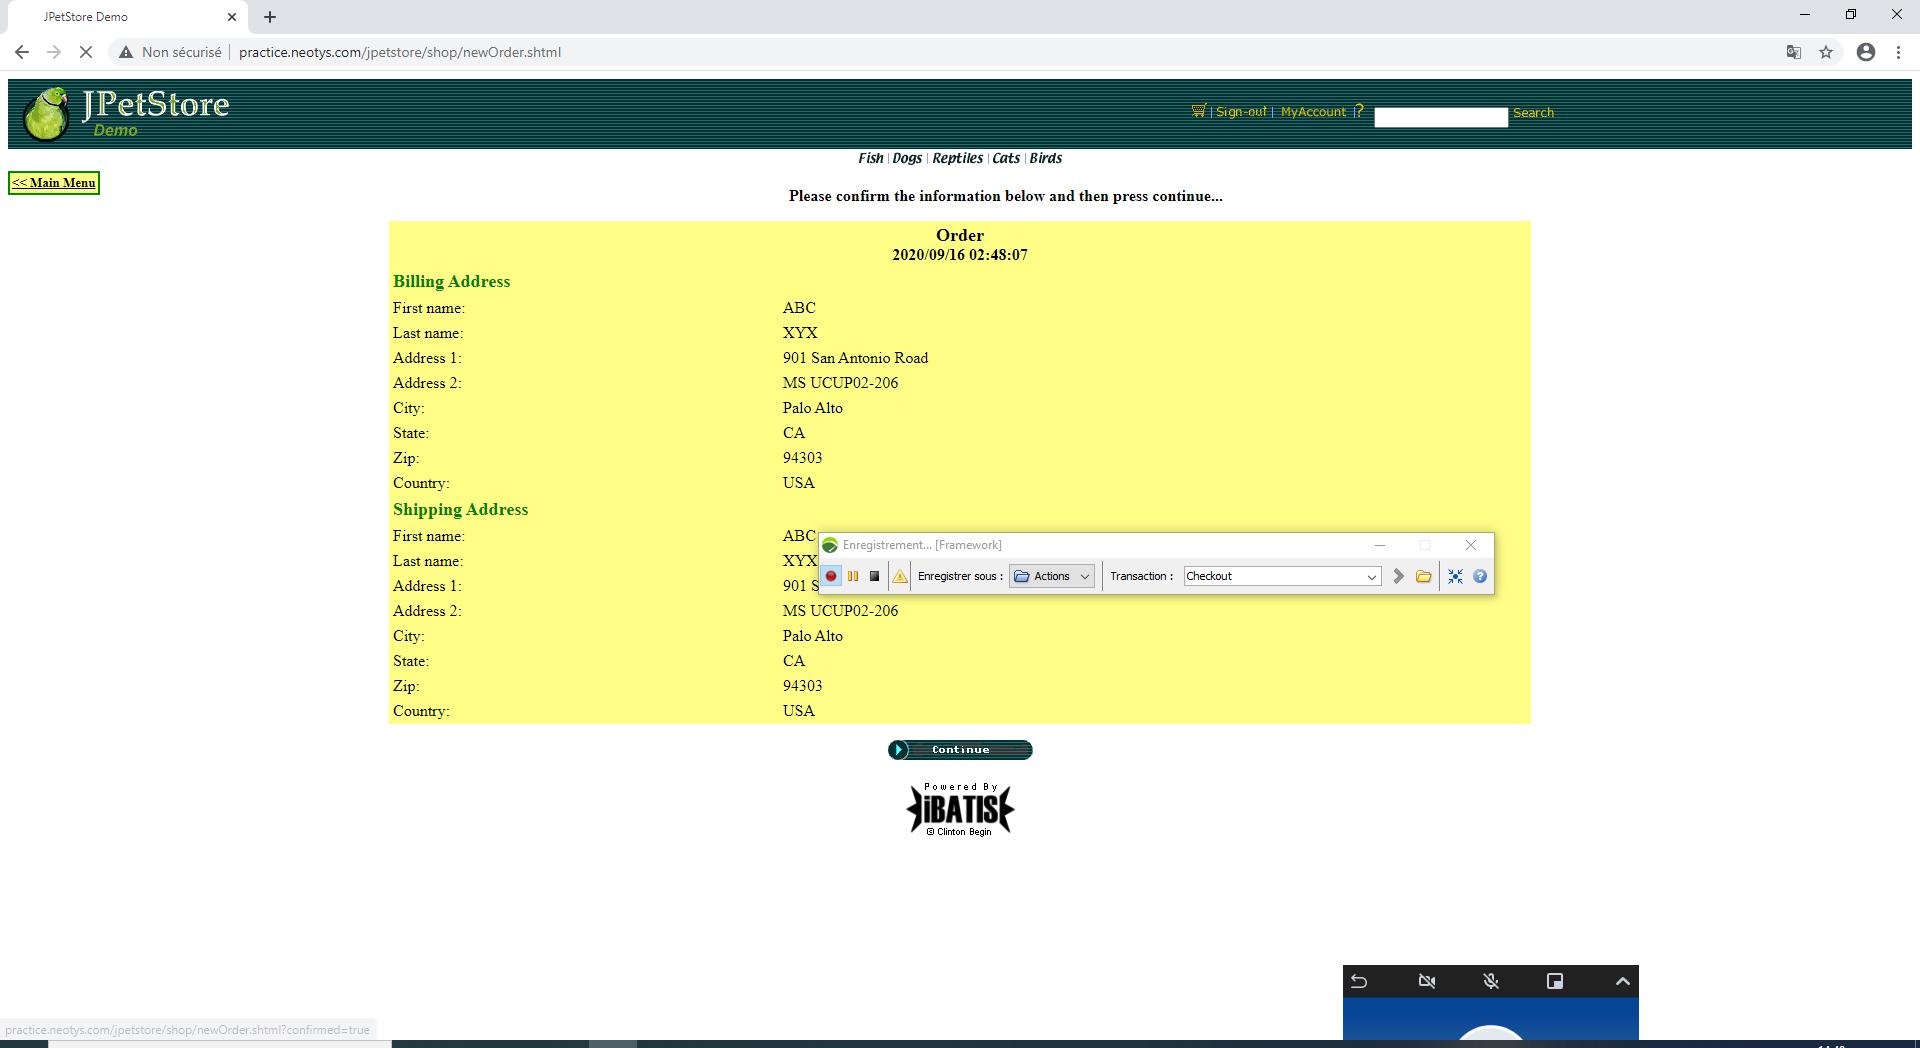 JPetStore Demo
Non sécurisé | practice.neotys.com/jpetstore/shop/newOrder.shtml
JPetStore
Demo
| Sign-out | MyAccount | ? Search
Fish | Dogs | Reptiles | Cats | Birds
<< Main Menu
Please confirm the information below and then press continue...
Order
2020/09/16 02:48:07
Billing Address
First name: ABC
Last name: XYX
Address 1: 901 San Antonio Road
Address 2: MS UCUP02-206
City: Palo Alto
State: CA
Zip: 94303
Country: USA
Shipping Address
First name: ABC
Enregistrement... [Framework]
Last name: XYX
Enregistrer sous : Actions Transaction : Checkout
Address 1: 901 S
Address 2: MS UCUP02-206
City: Palo Alto
State: CA
Zip: 94303
Country: USA
Continue
Powered By
iBATIS
© Clinton Begin
practice.neotys.com/jpetstore/shop/newOrder.shtml?confirmed=true